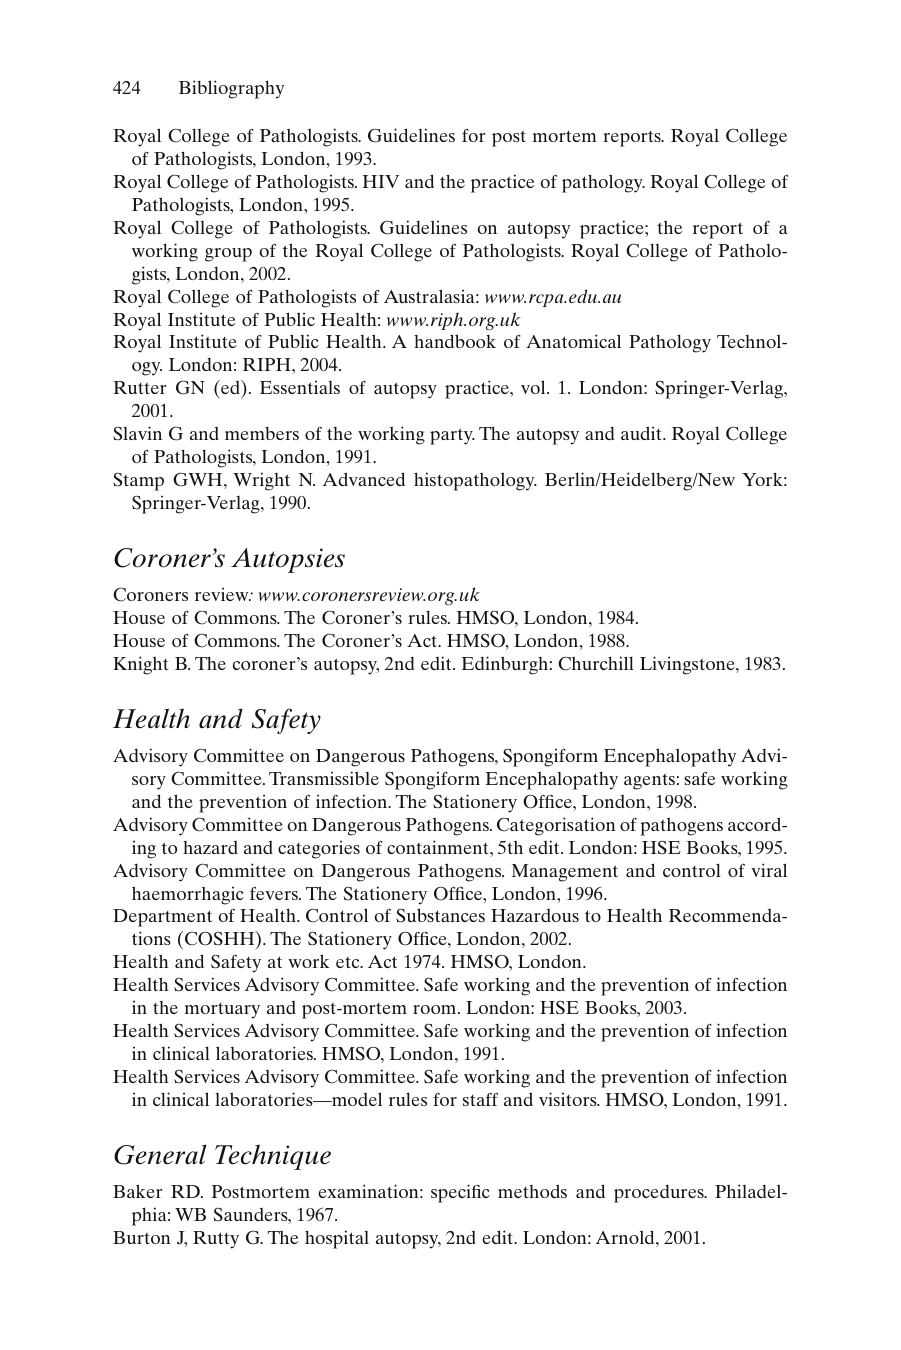 424 Bibliography
Royal College of Pathologists. Guidelines for post mortem reports. Royal College
of Pathologists, London, 1993.
Royal College of Pathologists. HIV and the practice of pathology. Royal College of
Pathologists, London, 1995.
Royal College of Pathologists. Guidelines on autopsy practice; the report of a
working group of the Royal College of Pathologists. Royal College of Patholo-
gists, London, 2002.
Royal College of Pathologists of Australasia: www.rcpa.edu.au
Royal Institute of Public Health: www.riph.org.uk
Royal Institute of Public Health. A handbook of Anatomical Pathology Technol-
ogy. London: RIPH, 2004.
Rutter GN (ed). Essentials of autopsy practice, vol. 1. London: Springer-Verlag,
2001.
Slavin G and members of the working party. The autopsy and audit. Royal College
of Pathologists, London, 1991.
Stamp GWH, Wright N. Advanced histopathology. Berlin/Heidelberg/New York:
Springer-Verlag, 1990.
Coroner’s Autopsies
Coroners review: www.coronersreview.org.uk
House of Commons. The Coroner’s rules. HMSO, London, 1984.
House of Commons. The Coroner’s Act. HMSO, London, 1988.
Knight B. The coroner’s autopsy, 2nd edit. Edinburgh: Churchill Livingstone, 1983.
Health and Safety
Advisory Committee on Dangerous Pathogens, Spongiform Encephalopathy Advi-
sory Committee. Transmissible Spongiform Encephalopathy agents: safe working
and the prevention of infection. The Stationery Office, London, 1998.
Advisory Committee on Dangerous Pathogens. Categorisation of pathogens accord-
ing to hazard and categories of containment, 5th edit. London: HSE Books, 1995.
Advisory Committee on Dangerous Pathogens. Management and control of viral
haemorrhagic fevers. The Stationery Office, London, 1996.
Department of Health. Control of Substances Hazardous to Health Recommenda-
tions (COSHH). The Stationery Office, London, 2002.
Health and Safety at work etc. Act 1974. HMSO, London.
Health Services Advisory Committee. Safe working and the prevention of infection
in the mortuary and post-mortem room. London: HSE Books, 2003.
Health Services Advisory Committee. Safe working and the prevention of infection
in clinical laboratories. HMSO, London, 1991.
Health Services Advisory Committee. Safe working and the prevention of infection
in clinical laboratories—model rules for staff and visitors. HMSO, London, 1991.
General Technique
Baker RD. Postmortem examination: specific methods and procedures. Philadel-
phia: WB Saunders, 1967.
Burton J, Rutty G. The hospital autopsy, 2nd edit. London: Arnold, 2001.